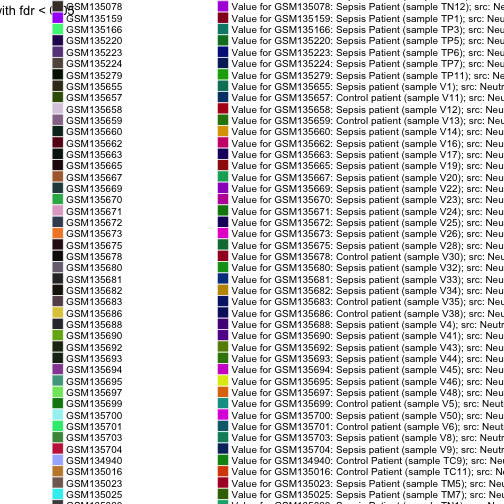 with fdr <
GSM135078 Value for GSM135078: Sepsis Patient (sample TN12); src: Ne
GSM135159 Value for GSM135159: Sepsis Patient (sample TP1); src: Neu
GSM135166 Value for GSM135166: Sepsis Patient (sample TP3); src: Neu
GSM135220 Value for GSM135220: Sepsis Patient (sample TP5); src: Neu
GSM135223 Value for GSM135223: Sepsis Patient (sample TP6); src: Neu
GSM135224 Value for GSM135224: Sepsis Patient (sample TP7); src: Neu
GSM135279 Value for GSM135279: Sepsis Patient (sample TP11); src: Ne
GSM135655 Value for GSM135655: Sepsis patient (sample V1); src: Neutr
GSM135657 Value for GSM135657: Control patient (sample V11); src: Neu
GSM135658 Value for GSM135658: Sepsis patient (sample V12); src: Neu
GSM135659 Value for GSM135659: Control patient (sample V13); src: Neu
GSM135660 Value for GSM135660: Sepsis patient (sample V14); src: Neu
GSM135662 Value for GSM135662: Sepsis patient (sample V16); src: Neu
GSM135663 Value for GSM135663: Sepsis patient (sample V17); src: Neu
GSM135665 Value for GSM135665: Sepsis patient (sample V19); src: Neu
GSM135667 Value for GSM135667: Sepsis patient (sample V20); src: Neu
GSM135669 Value for GSM135669: Sepsis patient (sample V22); src: Neu
GSM135670 Value for GSM135670: Sepsis patient (sample V23); src: Neu
GSM135671 Value for GSM135671: Sepsis patient (sample V24); src: Neu
GSM135672 Value for GSM135672: Sepsis patient (sample V25); src: Neu
GSM135673 Value for GSM135673: Sepsis patient (sample V26); src: Neu
GSM135675 Value for GSM135675: Sepsis patient (sample V28); src: Neu
GSM135678 Value for GSM135678: Control patient (sample V30); src: Neu
GSM135680 Value for GSM135680: Sepsis patient (sample V32); src: Neu
GSM135681 Value for GSM135681: Sepsis patient (sample V33); src: Neu
GSM135682 Value for GSM135682: Sepsis patient (sample V34); src: Neu
GSM135683 Value for GSM135683: Control patient (sample V35); src: Neu
GSM135686 Value for GSM135686: Control patient (sample V38); src: Neu
GSM135688 Value for GSM135688: Sepsis patient (sample V4); src: Neutr
GSM135690 Value for GSM135690: Sepsis patient (sample V41); src: Neu
GSM135692 Value for GSM135692: Sepsis patient (sample V43); src: Neu
GSM135693 Value for GSM135693: Sepsis patient (sample V44); src: Neu
GSM135694 Value for GSM135694: Sepsis patient (sample V45); src: Neu
GSM135695 Value for GSM135695: Sepsis patient (sample V46); src: Neu
GSM135697 Value for GSM135697: Sepsis patient (sample V48); src: Neu
GSM135699 Value for GSM135699: Control patient (sample V5); src: Neut
GSM135700 Value for GSM135700: Sepsis patient (sample V50); src: Neu
GSM135701 Value for GSM135701: Control patient (sample V6); src: Neut
GSM135703 Value for GSM135703: Sepsis patient (sample V8); src: Neutr
GSM135704 Value for GSM135704: Sepsis patient (sample V9); src: Neutr
GSM134940 Value for GSM134940: Control Patient (sample TC9); src: Neu
GSM135016 Value for GSM135016: Control Patient (sample TC11); src: Ne
GSM135023 Value for GSM135023: Sepsis Patient (sample TM5); src: Neu
GSM135025 Value for GSM135025: Sepsis Patient (sample TM7); src: Neu